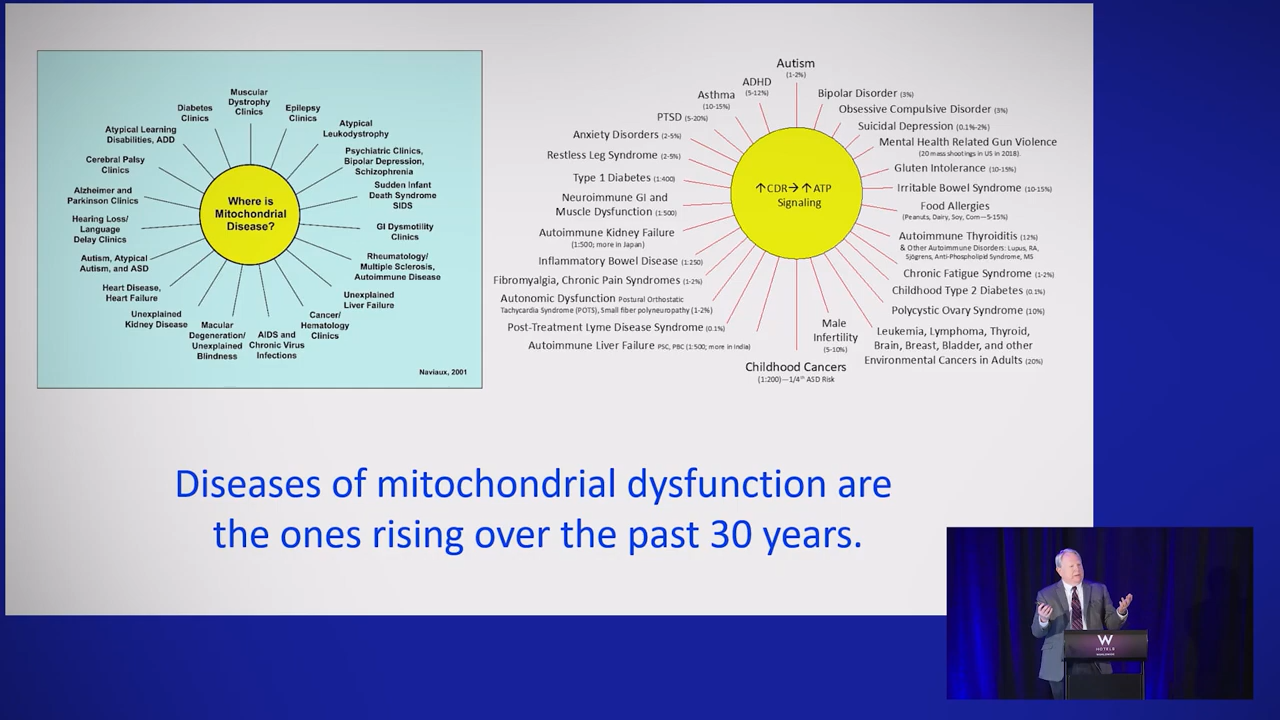 Muscular
Dystrophy
Clinics
Diabetes
Clinics
Epilepsy
Clinics
Atypical Learning
Disabilities, ADD
Atypical
Leukodystrophy
Cerebral Palsy
Clinics
Psychiatric Clinics,
Bipolar Depression,
Schizophrenia
Alzheimer and
Parkinson Clinics
Where is
Mitochondrial
Disease?
Sudden Infant
Death Syndrome
SIDS
Hearing Loss/
Language
Delay Clinics
GI Dysmotility
Clinics
Autism, Atypical
Autism, and ASD
Rheumatology/
Multiple Sclerosis,
Autoimmune Disease
Heart Disease,
Heart Failure
Unexplained
Liver Failure
Unexplained
Kidney Disease
Macular
Degeneration/
Unexplained
Blindness
AIDS and
Chronic Virus
Infections
Cancer/
Hematology
Clinics
Naviaux, 2001
Autism
(1-2%)
ADHD
(5-12%)
Asthma
(10-15%)
PTSD (5-20%)
Anxiety Disorders (2-5%)
Restless Leg Syndrome (2-5%)
Type 1 Diabetes (1:400)
Neuroimmune GI and
Muscle Dysfunction (1:500)
Autoimmune Kidney Failure
(1:500; more in Japan)
Inflammatory Bowel Disease (1:250)
Fibromyalgia, Chronic Pain Syndromes (1-2%)
Autonomic Dysfunction Postural Orthostatic
Tachycardia Syndrome (POTS), Small fiber polyneuropathy (1-2%)
Post-Treatment Lyme Disease Syndrome (0.1%)
Autoimmune Liver Failure PSC, PBC (1:500; more in India)
↑CDR→↑ATP
Signaling
Bipolar Disorder (3%)
Obsessive Compulsive Disorder (3%)
Suicidal Depression (0.1%-2%)
Mental Health Related Gun Violence
(20 mass shootings in US in 2018).
Gluten Intolerance (10-15%)
Irritable Bowel Syndrome (10-15%)
Food Allergies
(Peanuts, Dairy, Soy, Corn—5-15%)
Autoimmune Thyroiditis (12%)
& Other Autoimmune Disorders: Lupus, RA,
Sjögrens, Anti-Phospholipid Syndrome, MS
Chronic Fatigue Syndrome (1-2%)
Childhood Type 2 Diabetes (0.1%)
Polycystic Ovary Syndrome (10%)
Leukemia, Lymphoma, Thyroid,
Brain, Breast, Bladder, and other
Environmental Cancers in Adults (20%)
Male
Infertility
(5-10%)
Childhood Cancers
(1:200)—1/4th ASD Risk
Diseases of mitochondrial dysfunction are
the ones rising over the past 30 years.
W
HOTELS